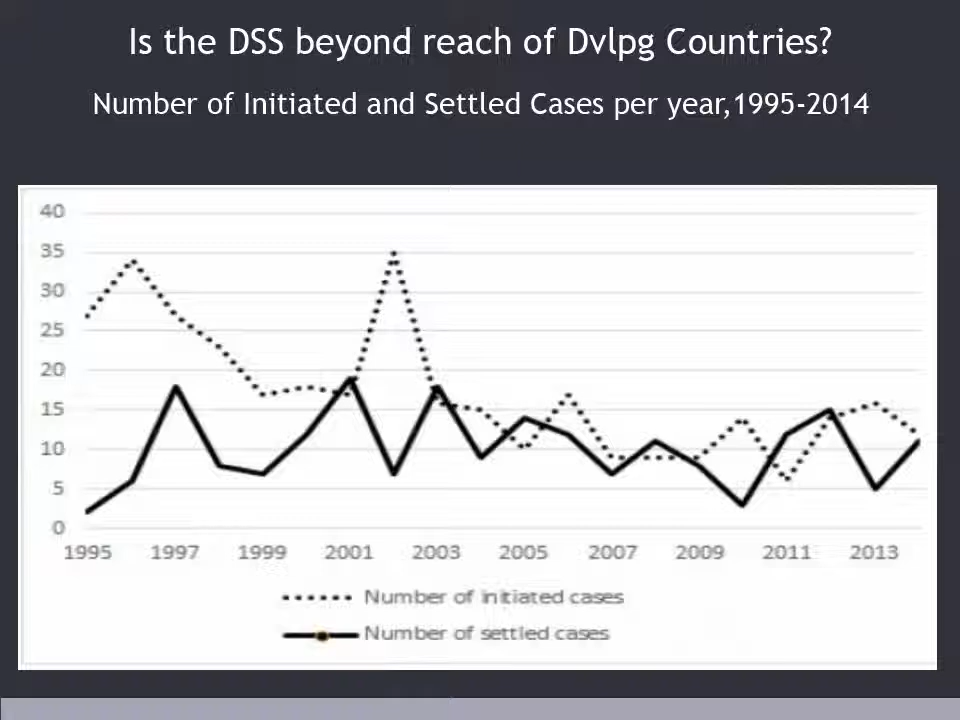 Is the DSS beyond reach of Dvlpg Countries?
Number of Initiated and Settled Cases per year,1995-2014
40
35
30
25
20
15
10
5
0
1995 1997 1999 2001 2003 2005 2007 2009 2011 2013
Number of initiated cases
Number of settled cases